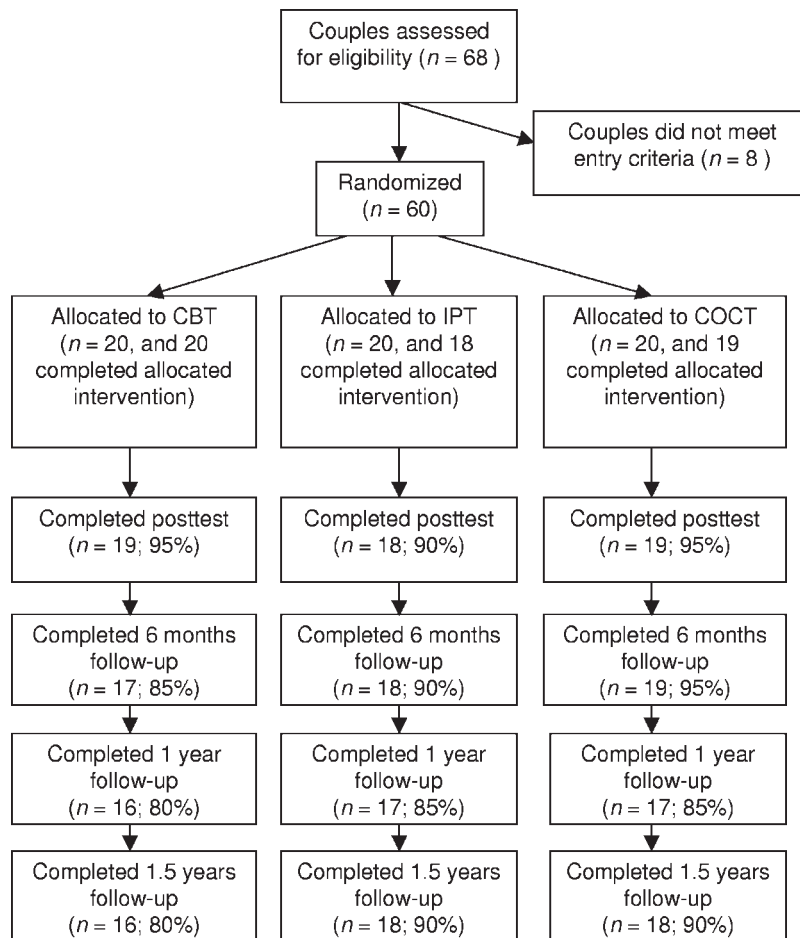 Couples assessed
for eligibility (n = 68 )
Couples did not meet
entry criteria (n = 8 )
Randomized
(n = 60)
Allocated to CBT
(n = 20, and 20
completed allocated
intervention)
Allocated to IPT
(n = 20, and 18
completed allocated
intervention)
Allocated to COCT
(n = 20, and 19
completed allocated
intervention)
Completed posttest
(n = 19; 95%)
Completed posttest
(n = 18; 90%)
Completed posttest
(n = 19; 95%)
Completed 6 months
follow-up
(n = 17; 85%)
Completed 6 months
follow-up
(n = 18; 90%)
Completed 6 months
follow-up
(n = 19; 95%)
Completed 1 year
follow-up
(n = 16; 80%)
Completed 1 year
follow-up
(n = 17; 85%)
Completed 1 year
follow-up
(n = 17; 85%)
Completed 1.5 years
follow-up
(n = 16; 80%)
Completed 1.5 years
follow-up
(n = 18; 90%)
Completed 1.5 years
follow-up
(n = 18; 90%)